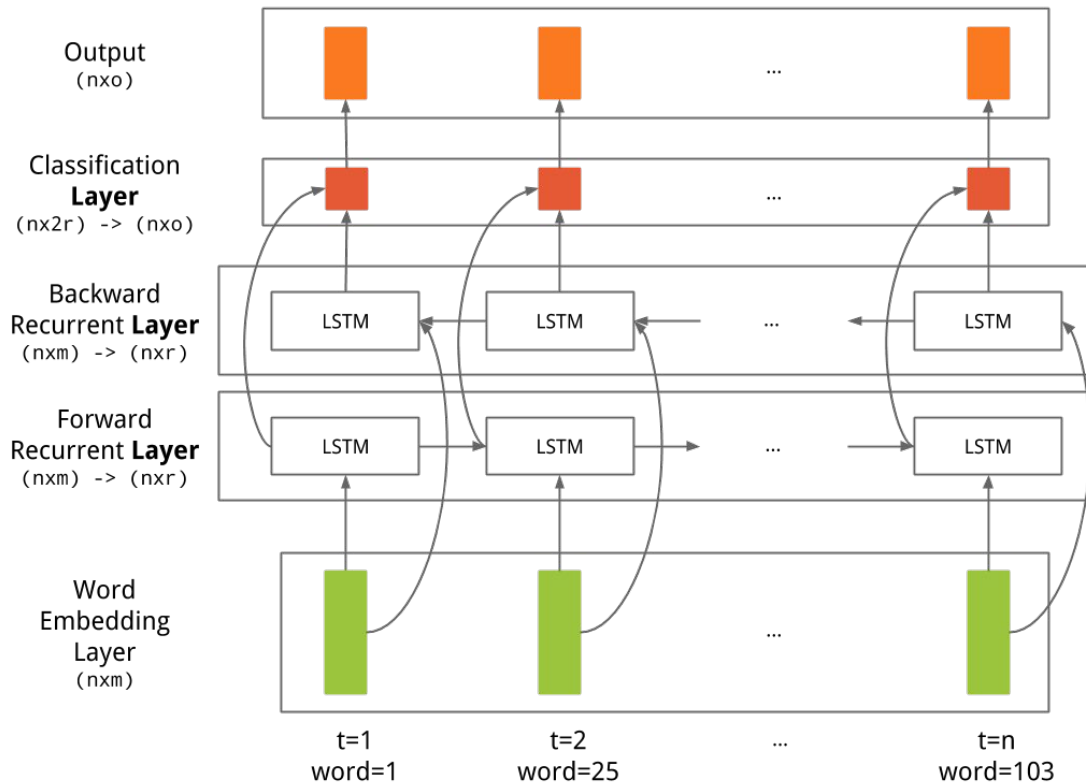 Output
(nxo)
...
Classification
Layer
(nx2r) -> (nxo)
...
Backward
Recurrent Layer
(nxm) -> (nxr)
LSTM
LSTM
...
LSTM
Forward
Recurrent Layer
(nxm) -> (nxr)
LSTM
LSTM
...
LSTM
Word
Embedding
Layer
(nxm)
...
t=1
word=1
t=2
word=25
...
t=n
word=103